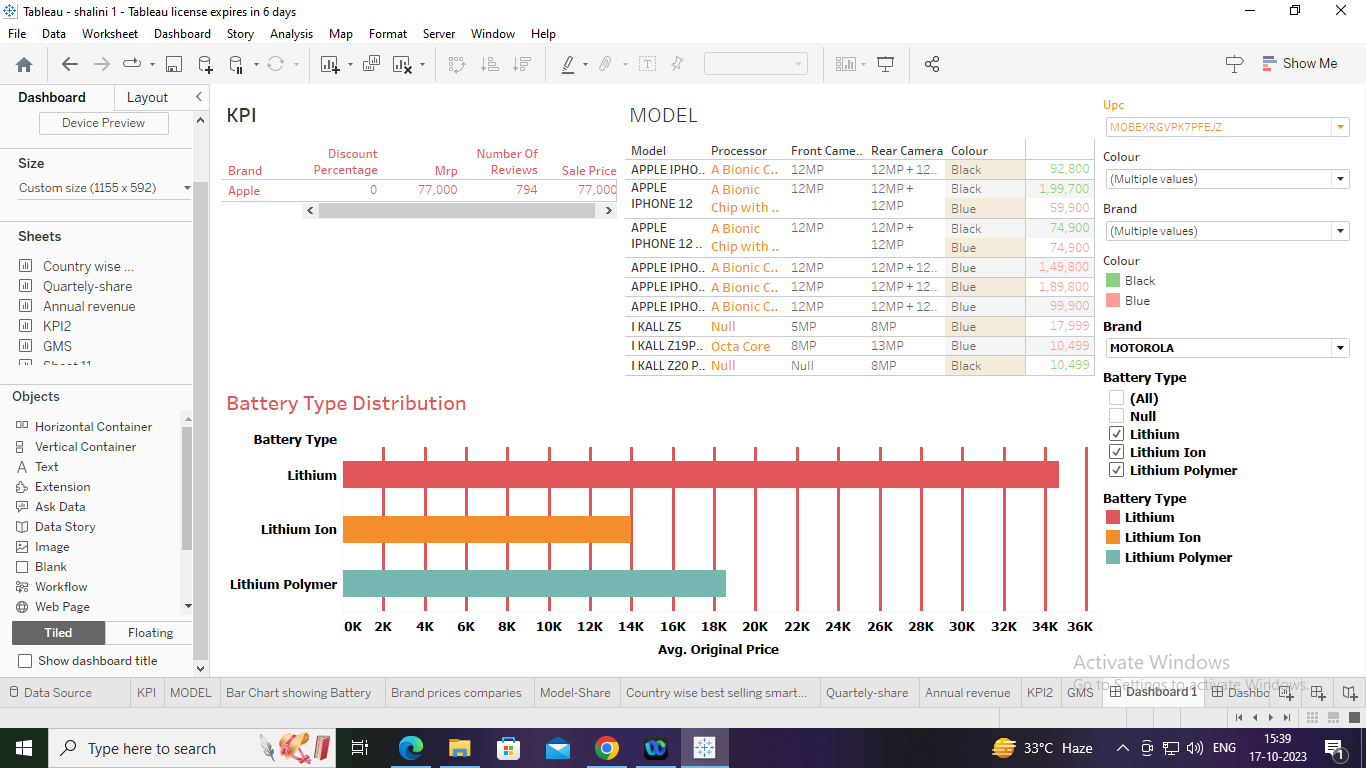 Tableau - shalini 1 - Tableau license expires in 6 days
File Data Worksheet Dashboard Story Analysis Map Format Server Window Help
Show Me
Dashboard Layout
Device Preview
Size
Custom size (1155 x 592)
Sheets
Country wise ...
Quartely-share
Annual revenue
KPI2
GMS
Sheet 11
Objects
Horizontal Container
Vertical Container
Text
Extension
Ask Data
Data Story
Image
Blank
Workflow
Web Page
Tiled Floating
Show dashboard title
KPI
Brand Discount Percentage Mrp Number Of Reviews Sale Price
Apple 0 77,000 794 77,000
MODEL
Model Processor Front Came.. Rear Camera Colour
APPLE IPHO.. A Bionic C.. 12MP 12MP + 12.. Black 92,800
APPLE A Bionic 12MP 12MP + Black 1,99,700
IPHONE 12 Chip with .. 12MP Blue 59,900
APPLE A Bionic 12MP 12MP + Black 74,900
IPHONE 12 .. Chip with .. 12MP Blue 74,900
APPLE IPHO.. A Bionic C.. 12MP 12MP + 12.. Blue 1,49,800
APPLE IPHO.. A Bionic C.. 12MP 12MP + 12.. Blue 1,89,800
APPLE IPHO.. A Bionic C.. 12MP 12MP + 12.. Blue 99,900
I KALL Z5 Null 5MP 8MP Blue 17,999
I KALL Z19P.. Octa Core 8MP 13MP Blue 10,499
I KALL Z20 P.. Null Null 8MP Black 10,499
Upc
MOBEXRGVPK7PFEJZ
Colour
(Multiple values)
Brand
(Multiple values)
Colour
Black
Blue
Brand
MOTOROLA
Battery Type
(All)
Null
Lithium
Lithium Ion
Lithium Polymer
Battery Type
Lithium
Lithium Ion
Lithium Polymer
Battery Type Distribution
Battery Type
Lithium
Lithium Ion
Lithium Polymer
0K 2K 4K 6K 8K 10K 12K 14K 16K 18K 20K 22K 24K 26K 28K 30K 32K 34K 36K
Avg. Original Price
Activate Windows
Go to Settings to activate Windows.
Data Source KPI MODEL Bar Chart showing Battery Brand prices comparies Model-Share Country wise best selling smart... Quartely-share Annual revenue KPI2 GMS Dashboard 1 Dashbo
Type here to search
33°C Haze ENG 15:39
17-10-2023
1